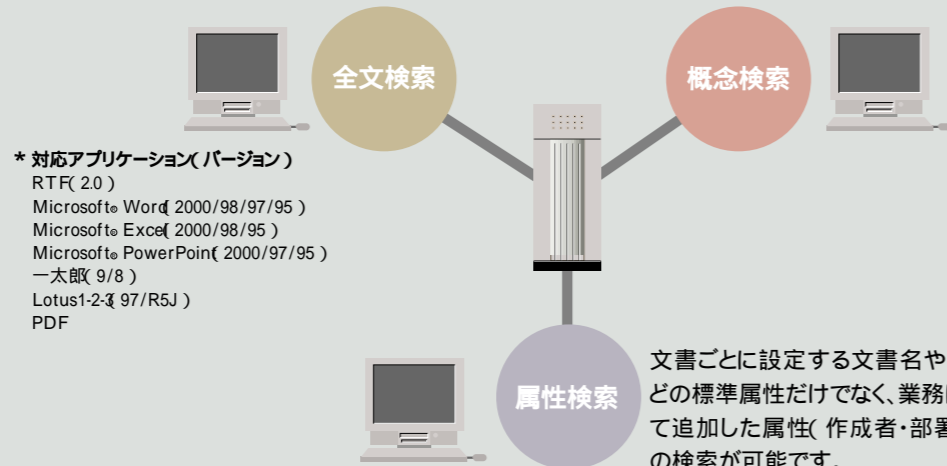 全文検索
概念検索
* 対応アプリケーション(バージョン)
RTF(2.0)
Microsoft® Word(2000/98/97/95)
Microsoft® Excel(2000/98/95)
Microsoft® PowerPoint(2000/97/95)
一太郎(9/8)
Lotus1-2-3(97/R5J)
PDF
属性検索
文書ごとに設定する文書名や
どの標準属性だけでなく、業務
て追加した属性(作成者・部署
の検索が可能です。